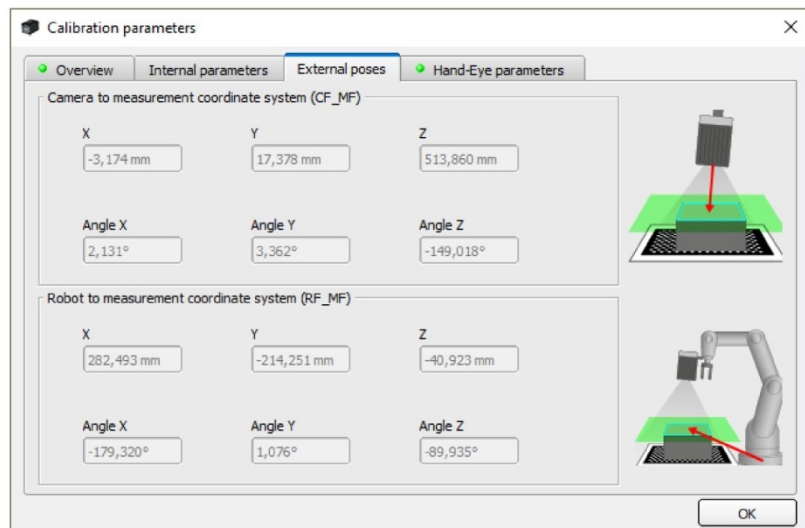 Calibration parameters
Overview Internal parameters External poses Hand-Eye parameters
Camera to measurement coordinate system (CF_MF)
X Y Z
-3,174 mm 17,378 mm 513,860 mm
Angle X Angle Y Angle Z
2,131° 3,362° -149,018°
Robot to measurement coordinate system (RF_MF)
X Y Z
282,493 mm -214,251 mm -40,923 mm
Angle X Angle Y Angle Z
-179,320° 1,076° -89,935°
OK